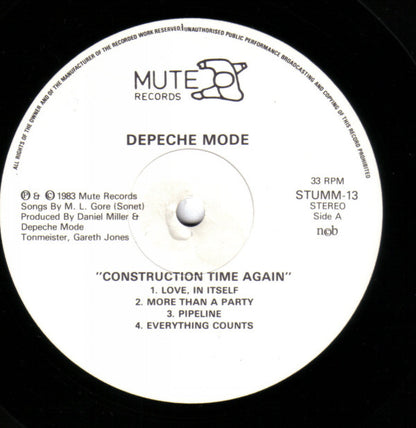 ALL RIGHTS OF THE OWNER AND OF THE MANUFACTURER OF THE RECORDED WORK RESERVED. UNAUTHORISED PUBLIC PERFORMANCE BROADCASTING AND COPYING OF THIS RECORD PROHIBITED
MUTE
RECORDS
DEPECHE MODE
℗ & © 1983 Mute Records
Songs By M. L. Gore (Sonet)
Produced By Daniel Miller &
Depeche Mode
Tonmeister, Gareth Jones
33 RPM
STUMM-13
STEREO
Side A
ncb
"CONSTRUCTION TIME AGAIN"
1. LOVE, IN ITSELF
2. MORE THAN A PARTY
3. PIPELINE
4. EVERYTHING COUNTS